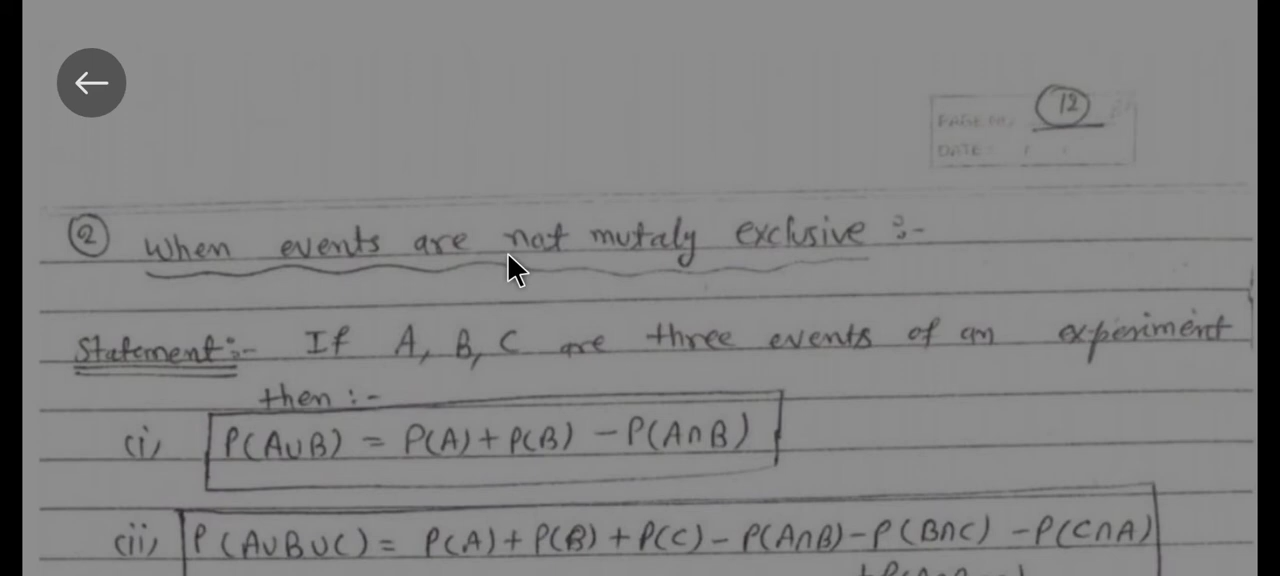 12
PAGE NO.
DATE:
② When events are not mutaly exclusive :-
Statement:- If A, B, C are three events of an experiment
then :-
(i) P(A∪B) = P(A) + P(B) - P(A∩B)
(ii) P(A∪B∪C) = P(A) + P(B) + P(C) - P(A∩B) - P(B∩C) - P(C∩A)